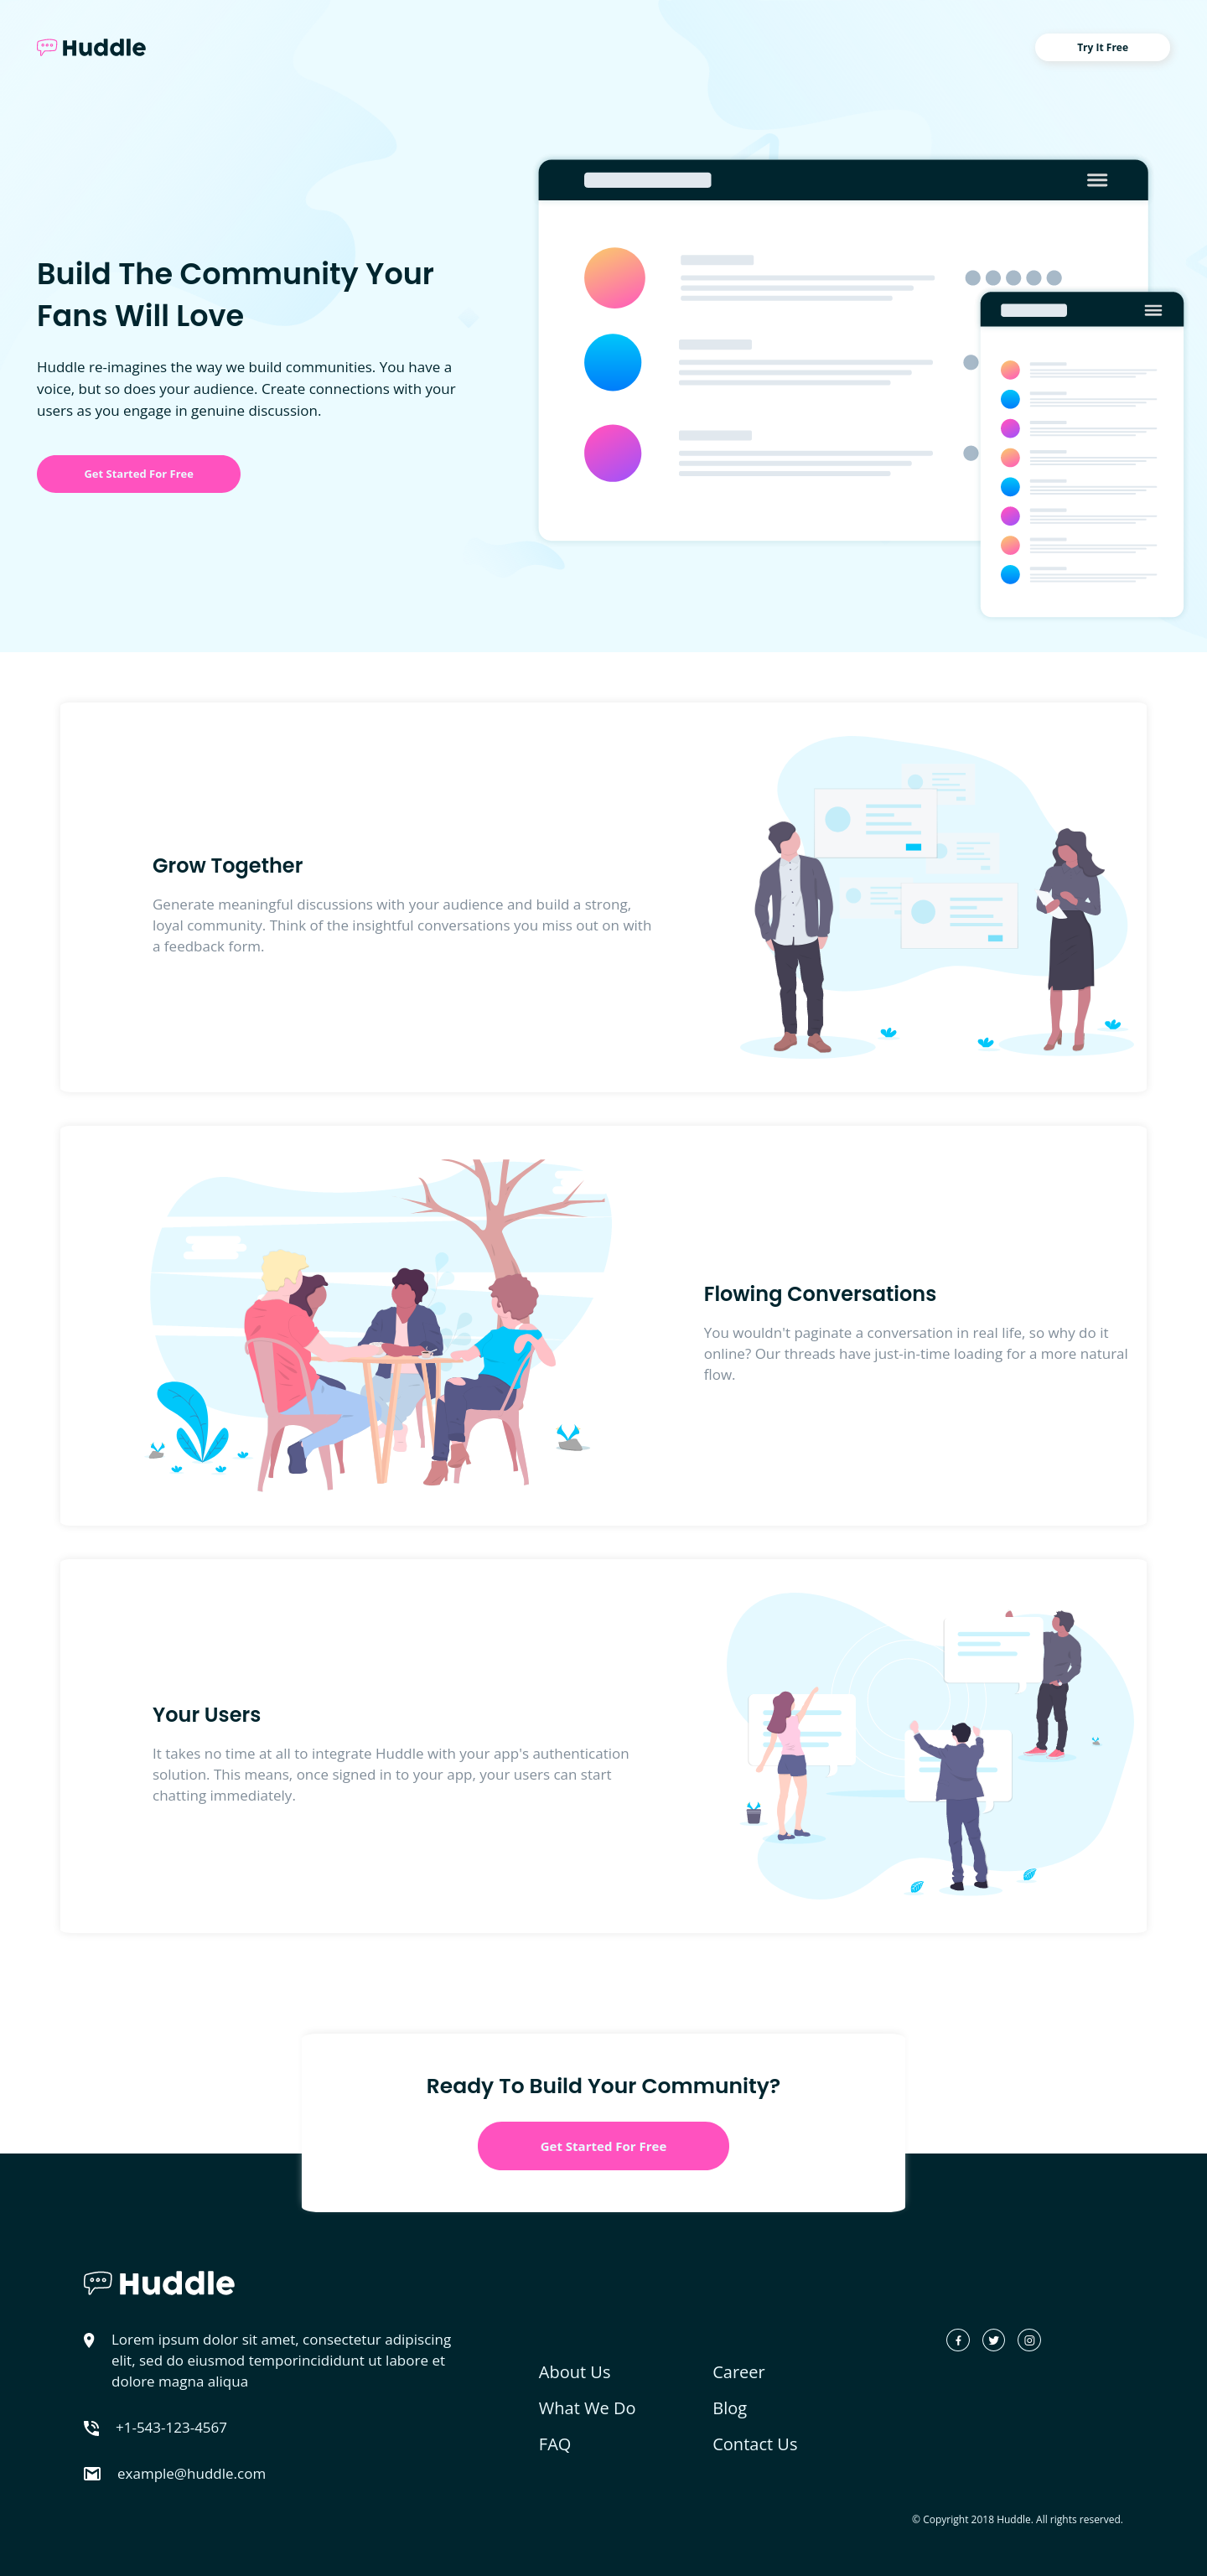 Huddle
Try It Free
Build The Community Your
Fans Will Love
Huddle re-imagines the way we build communities. You have a
voice, but so does your audience. Create connections with your
users as you engage in genuine discussion.
Get Started For Free
Grow Together
Generate meaningful discussions with your audience and build a strong,
loyal community. Think of the insightful conversations you miss out on with
a feedback form.
Flowing Conversations
You wouldn't paginate a conversation in real life, so why do it
online? Our threads have just-in-time loading for a more natural
flow.
Your Users
It takes no time at all to integrate Huddle with your app's authentication
solution. This means, once signed in to your app, your users can start
chatting immediately.
Ready To Build Your Community?
Get Started For Free
Huddle
Lorem ipsum dolor sit amet, consectetur adipiscing
elit, sed do eiusmod temporincididunt ut labore et
dolore magna aliqua
+1-543-123-4567
example@huddle.com
About Us
What We Do
FAQ
Career
Blog
Contact Us
© Copyright 2018 Huddle. All rights reserved.